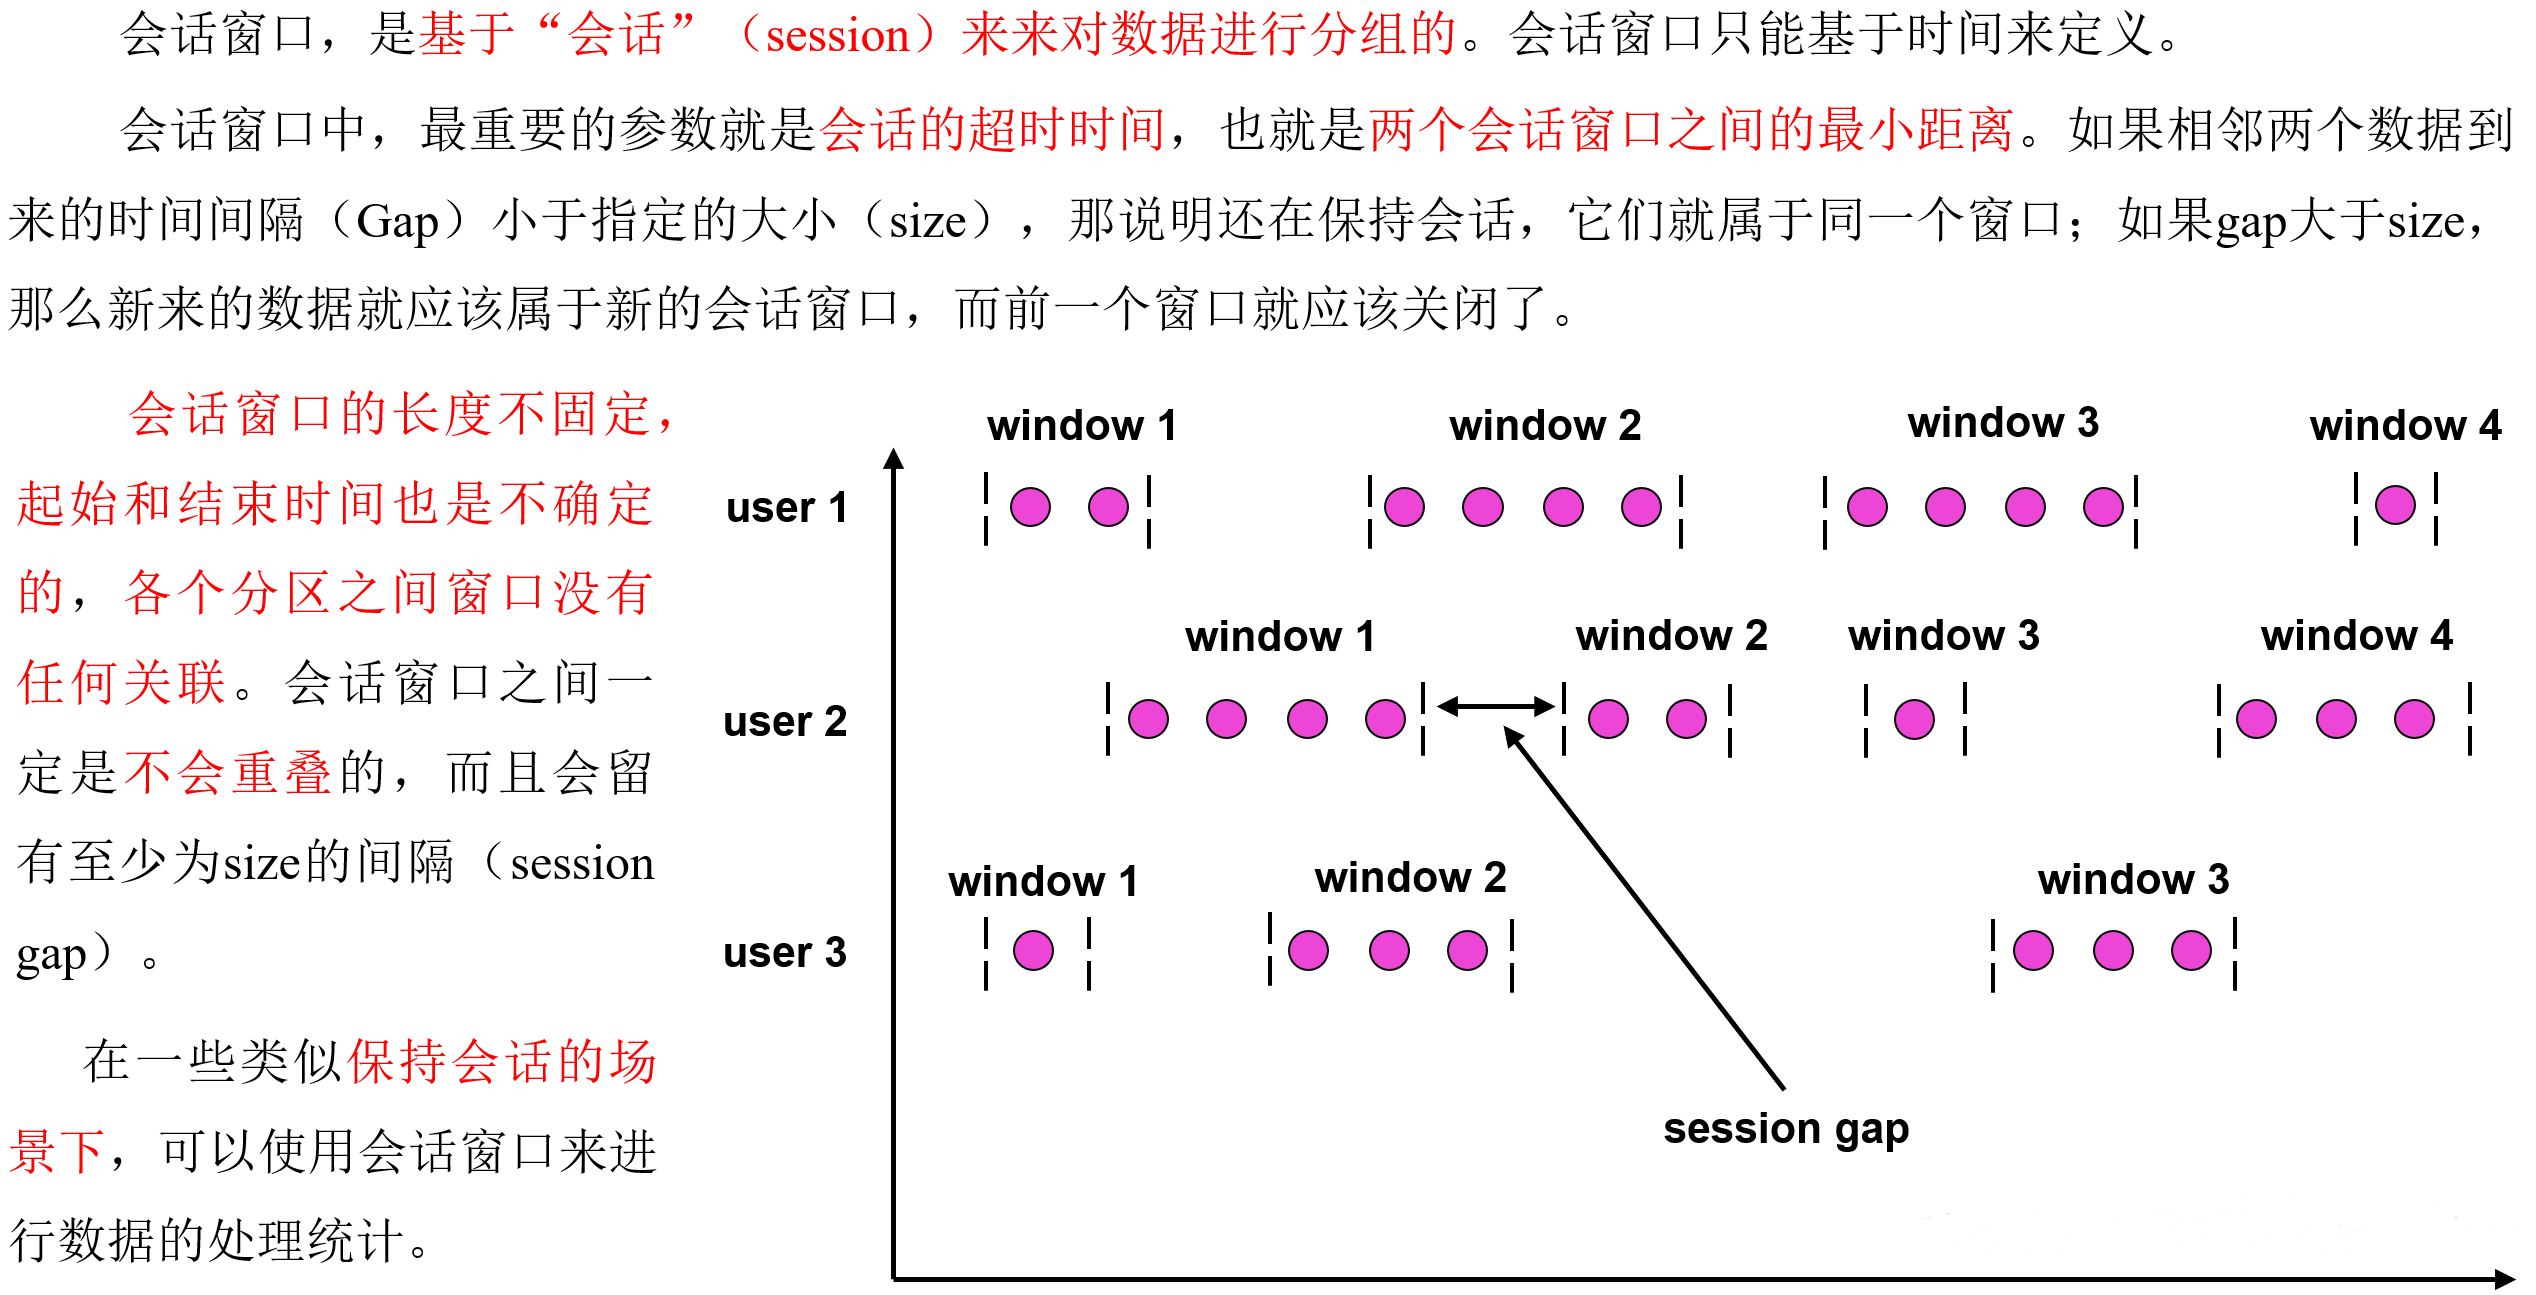 会话窗口，是基于“会话”（session）来来对数据进行分组的。会话窗口只能基于时间来定义。
会话窗口中，最重要的参数就是会话的超时时间，也就是两个会话窗口之间的最小距离。如果相邻两个数据到
来的时间间隔（Gap）小于指定的大小（size），那说明还在保持会话，它们就属于同一个窗口；如果gap大于size，
那么新来的数据就应该属于新的会话窗口，而前一个窗口就应该关闭了。
会话窗口的长度不固定，
起始和结束时间也是不确定
的，各个分区之间窗口没有
任何关联。会话窗口之间一
定是不会重叠的，而且会留
有至少为size的间隔（session
gap）。
在一些类似保持会话的场
景下，可以使用会话窗口来进
行数据的处理统计。
window 1 window 2 window 3 window 4
user 1
window 1 window 2 window 3 window 4
user 2
window 1 window 2 window 3
user 3
session gap